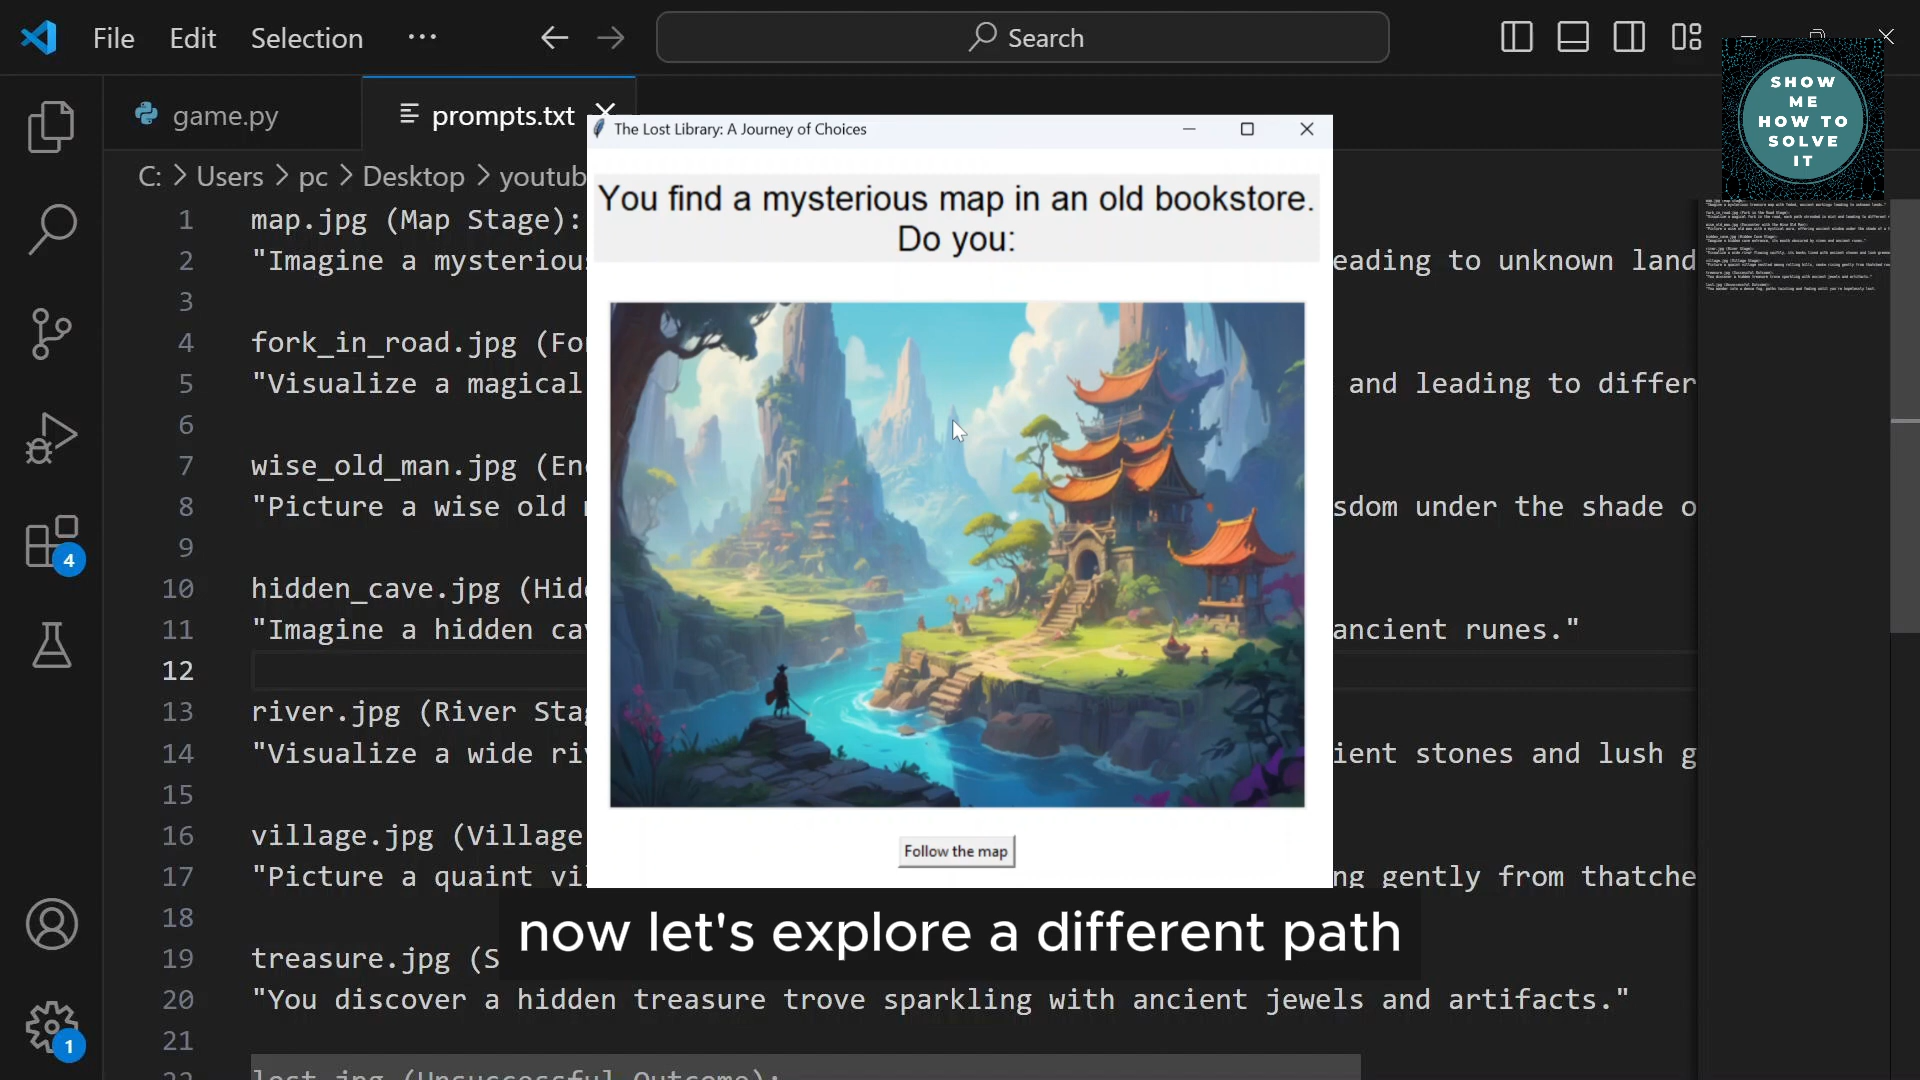 File Edit Selection ...
Search
SHOW
ME
HOW TO
SOLVE
IT
game.py
prompts.txt
C: > Users > pc > Desktop > youtub
The Lost Library: A Journey of Choices
You find a mysterious map in an old bookstore.
Do you:
Follow the map
1 map.jpg (Map Stage):
2 "Imagine a mysterious eading to unknown land
3
4 fork_in_road.jpg (Fo
5 "Visualize a magical and leading to differ
6
7 wise_old_man.jpg (En
8 "Picture a wise old sdom under the shade o
9
10 hidden_cave.jpg (Hid
11 "Imagine a hidden ca ancient runes."
12
13 river.jpg (River Sta
14 "Visualize a wide ri ient stones and lush g
15
16 village.jpg (Village
17 "Picture a quaint vi ng gently from thatche
18
19 treasure.jpg (S
20 "You discover a hidden treasure trove sparkling with ancient jewels and artifacts."
21
22 lost.jpg (Unsuccessful Outcome):
4
1
now let's explore a different path